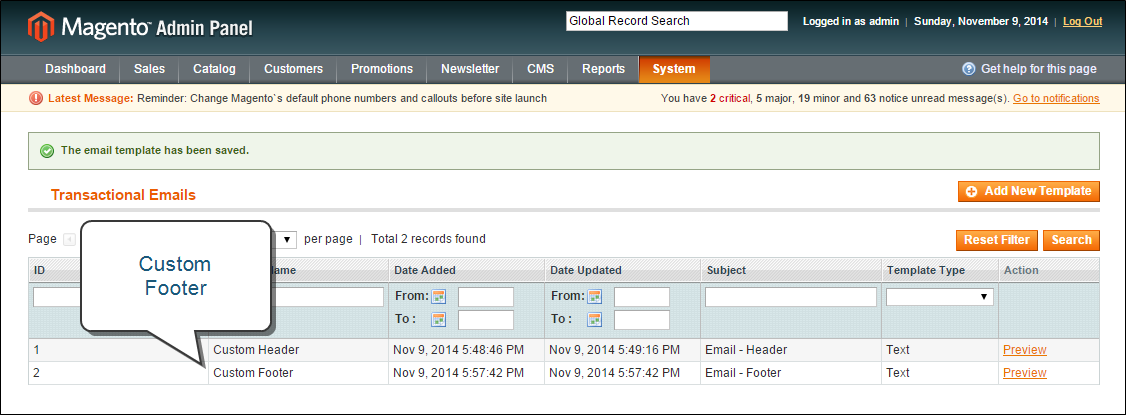 Magento™ Admin Panel
Global Record Search
Logged in as admin | Sunday, November 9, 2014 | Log Out
Dashboard Sales Catalog Customers Promotions Newsletter CMS Reports System Get help for this page
Latest Message: Reminder: Change Magento`s default phone numbers and callouts before site launch You have 2 critical, 5 major, 19 minor and 63 notice unread message(s). Go to notifications
The email template has been saved.
Transactional Emails Add New Template
Page per page | Total 2 records found Reset Filter Search
Custom
Footer
ID Date Added Date Updated Subject Template Type Action
From: From:
To : To :
1 Custom Header Nov 9, 2014 5:48:46 PM Nov 9, 2014 5:49:16 PM Email - Header Text Preview
2 Custom Footer Nov 9, 2014 5:57:42 PM Nov 9, 2014 5:57:42 PM Email - Footer Text Preview